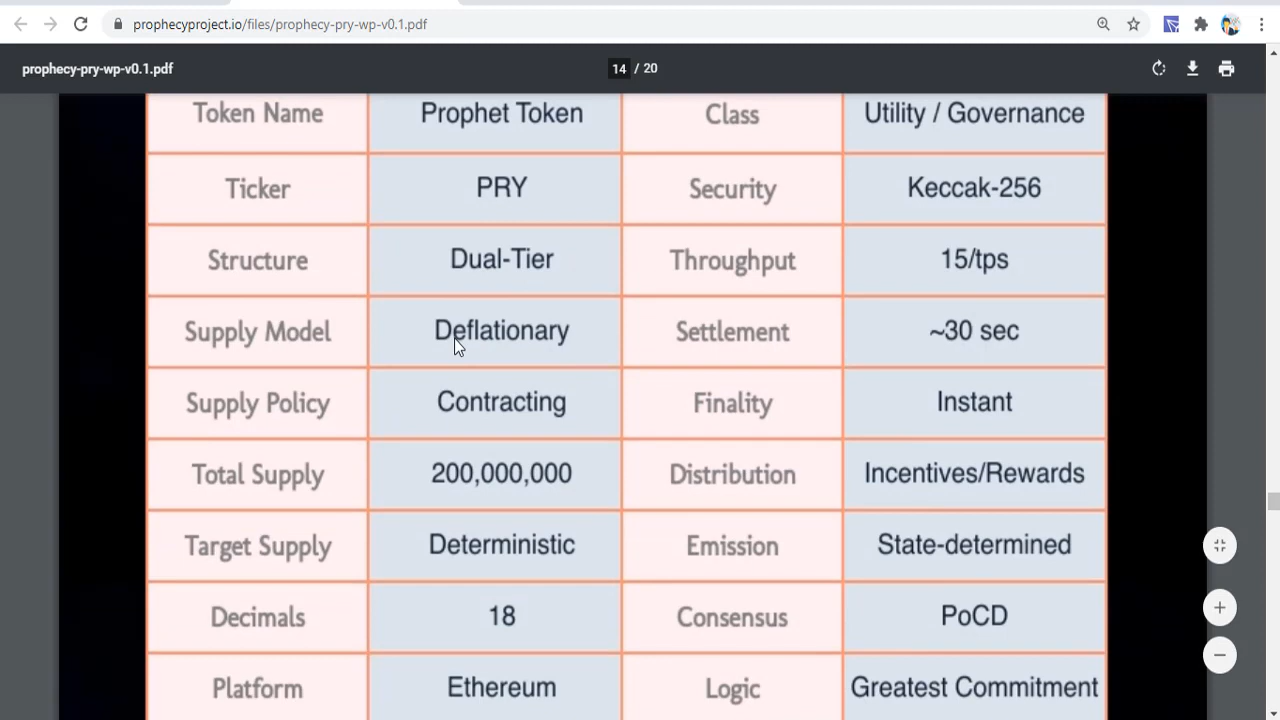 prophecyproject.io/files/prophecy-pry-wp-v0.1.pdf
prophecy-pry-wp-v0.1.pdf 14 / 20
Token Name Prophet Token Class Utility / Governance
Ticker PRY Security Keccak-256
Structure Dual-Tier Throughput 15/tps
Supply Model Deflationary Settlement ~30 sec
Supply Policy Contracting Finality Instant
Total Supply 200,000,000 Distribution Incentives/Rewards
Target Supply Deterministic Emission State-determined
Decimals 18 Consensus PoCD
Platform Ethereum Logic Greatest Commitment